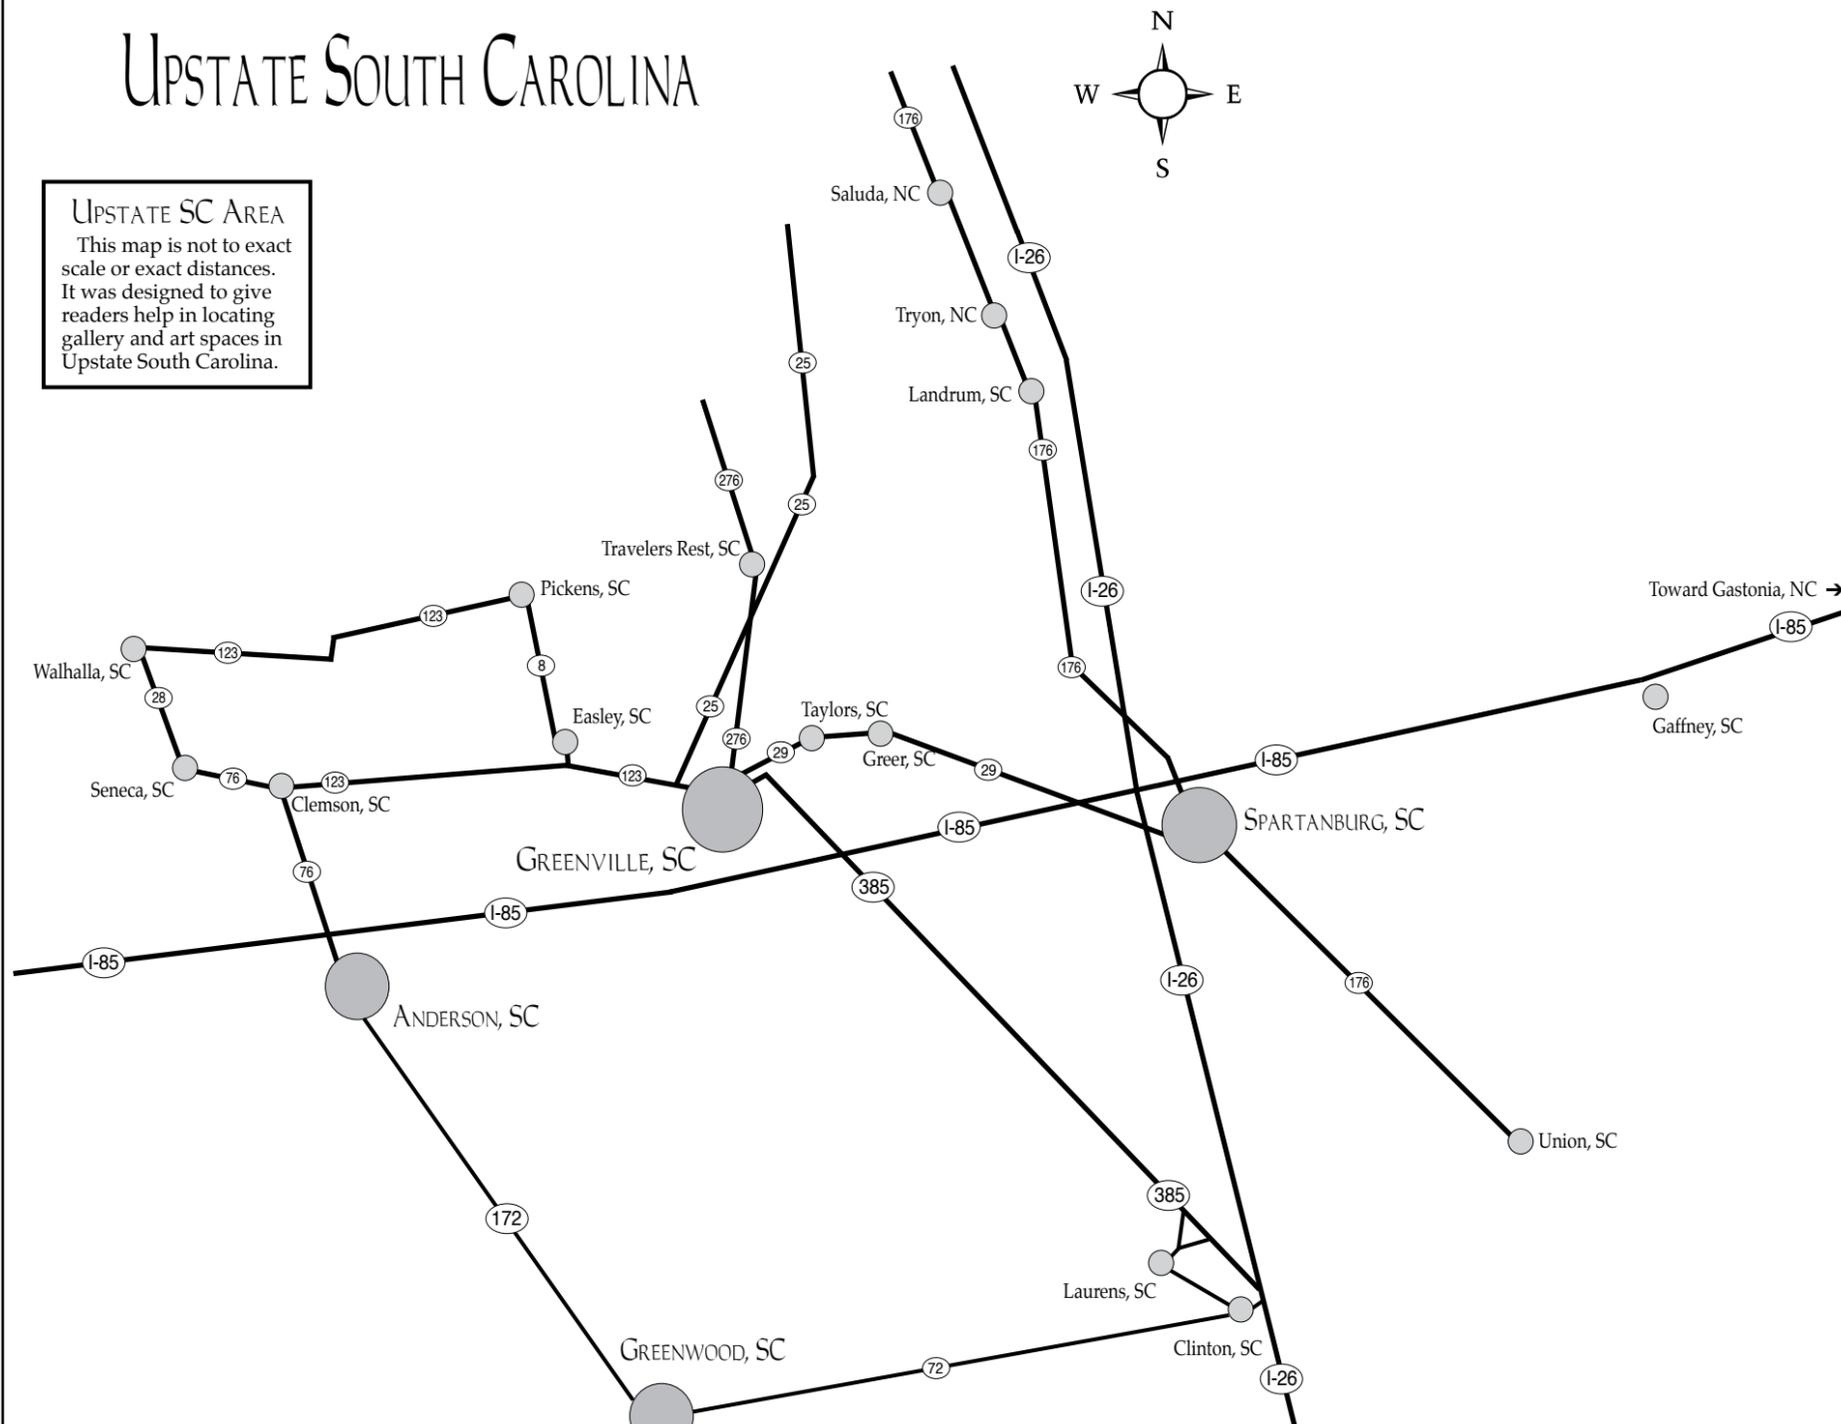 UPSTATE SOUTH CAROLINA
N
W
E
S
UPSTATE SC AREA
This map is not to exact
scale or exact distances.
It was designed to give
readers help in locating
gallery and art spaces in
Upstate South Carolina.
176
Saluda, NC
I-26
Tryon, NC
25
Landrum, SC
176
276
25
Travelers Rest, SC
Pickens, SC
I-26
Toward Gastonia, NC →
123
I-85
Walhalla, SC
123
8
176
28
25
Easley, SC
Taylors, SC
Gaffney, SC
276
29
Greer, SC
I-85
Seneca, SC
76
123
123
29
Clemson, SC
GREENVILLE, SC
I-85
SPARTANBURG, SC
76
385
I-85
I-85
I-26
176
ANDERSON, SC
Union, SC
385
172
Laurens, SC
GREENWOOD, SC
Clinton, SC
72
I-26